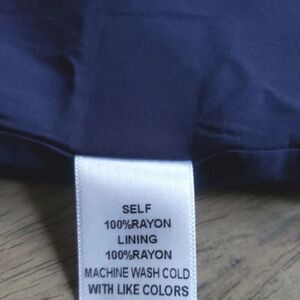 SELF
100%RAYON
LINING
100%RAYON
MACHINE WASH COLD
WITH LIKE COLORS